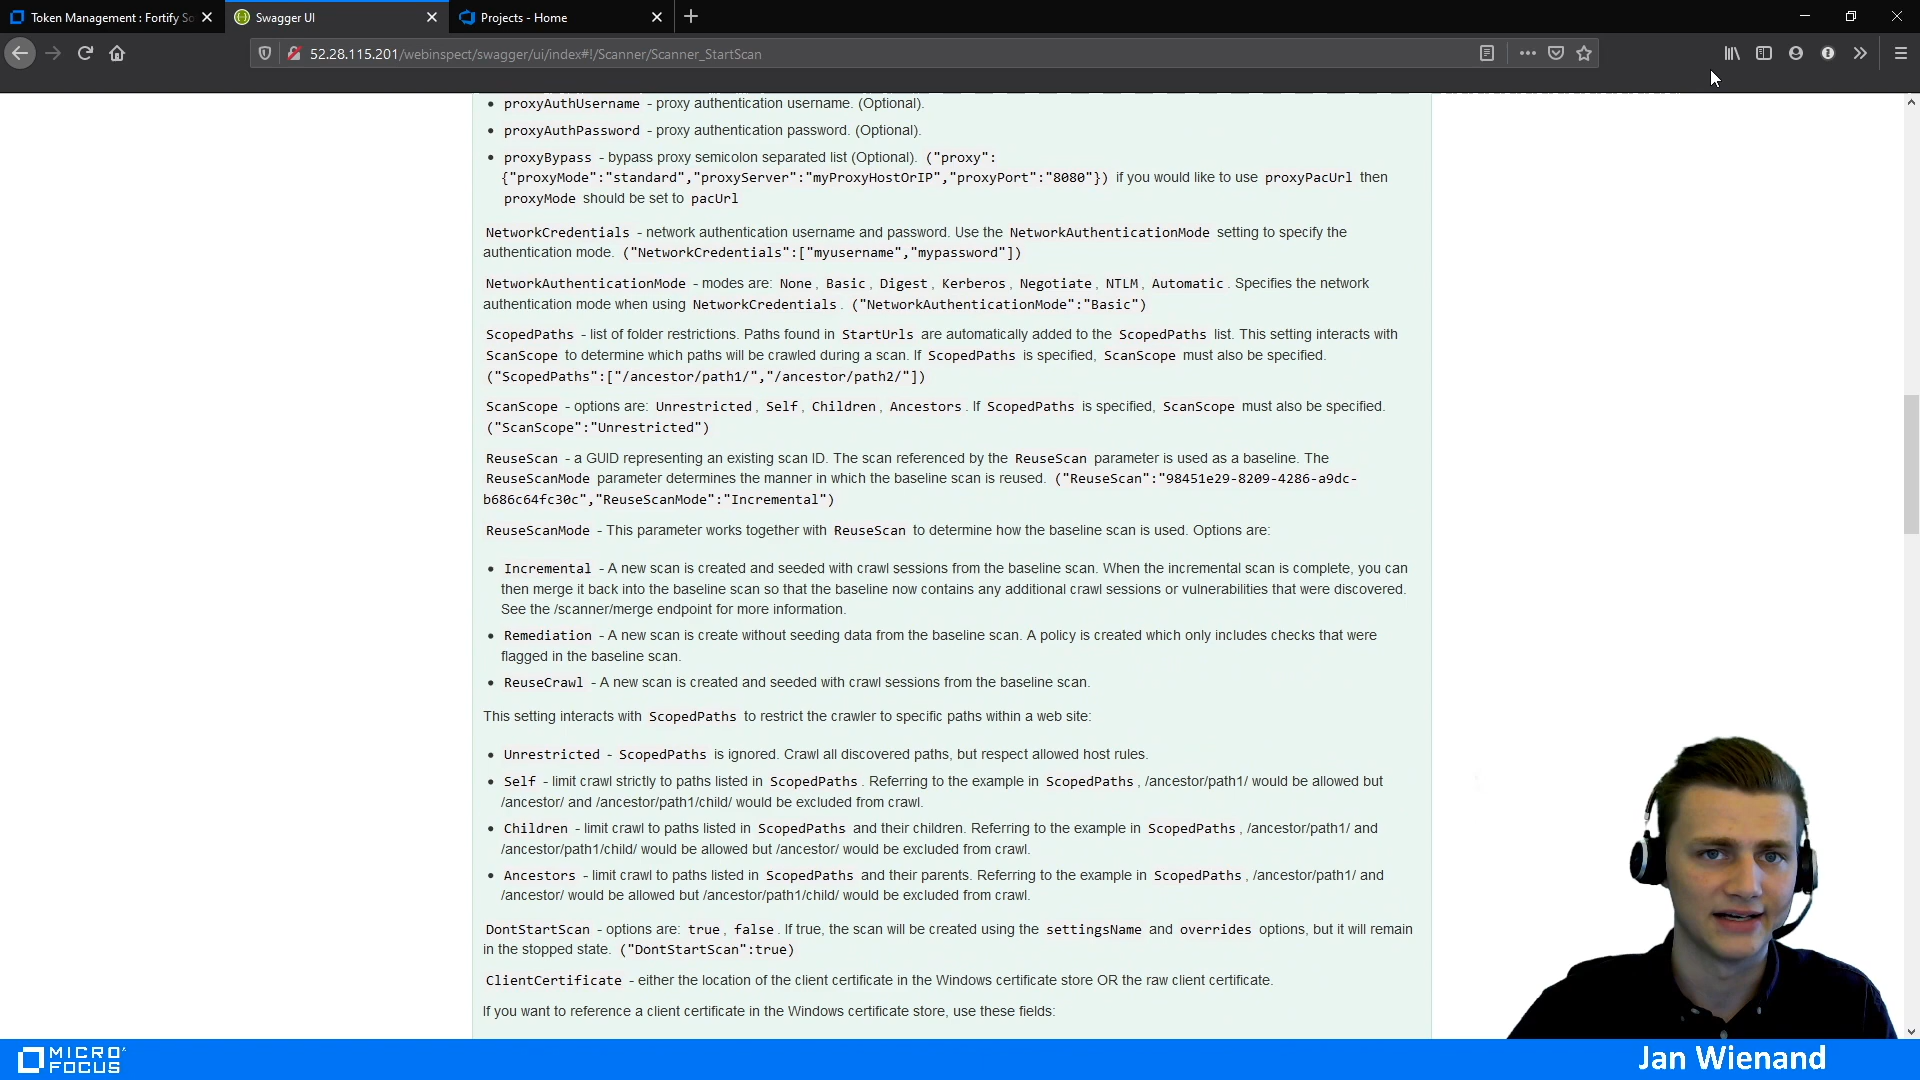 Token Management : Fortify So
Swagger UI
Projects - Home
52.28.115.201/webinspect/swagger/ui/index#!/Scanner/Scanner_StartScan
• proxyAuthUsername - proxy authentication username. (Optional).
• proxyAuthPassword - proxy authentication password. (Optional).
• proxyBypass - bypass proxy semicolon separated list (Optional). ("proxy":
{"proxyMode":"standard","proxyServer":"myProxyHostOrIP","proxyPort":"8080"}) if you would like to use proxyPacUrl then
proxyMode should be set to pacUrl
NetworkCredentials - network authentication username and password. Use the NetworkAuthenticationMode setting to specify the
authentication mode. ("NetworkCredentials":["myusername","mypassword"])
NetworkAuthenticationMode - modes are: None, Basic, Digest, Kerberos, Negotiate, NTLM, Automatic. Specifies the network
authentication mode when using NetworkCredentials. ("NetworkAuthenticationMode":"Basic")
ScopedPaths - list of folder restrictions. Paths found in StartUrls are automatically added to the ScopedPaths list. This setting interacts with
ScanScope to determine which paths will be crawled during a scan. If ScopedPaths is specified, ScanScope must also be specified.
("ScopedPaths":["/ancestor/path1/","/ancestor/path2/"])
ScanScope - options are: Unrestricted, Self, Children, Ancestors. If ScopedPaths is specified, ScanScope must also be specified.
("ScanScope":"Unrestricted")
ReuseScan - a GUID representing an existing scan ID. The scan referenced by the ReuseScan parameter is used as a baseline. The
ReuseScanMode parameter determines the manner in which the baseline scan is reused. ("ReuseScan":"98451e29-8209-4286-a9dc-
b686c64fc30c","ReuseScanMode":"Incremental")
ReuseScanMode - This parameter works together with ReuseScan to determine how the baseline scan is used. Options are:
• Incremental - A new scan is created and seeded with crawl sessions from the baseline scan. When the incremental scan is complete, you can
then merge it back into the baseline scan so that the baseline now contains any additional crawl sessions or vulnerabilities that were discovered.
See the /scanner/merge endpoint for more information.
• Remediation - A new scan is create without seeding data from the baseline scan. A policy is created which only includes checks that were
flagged in the baseline scan.
• ReuseCrawl - A new scan is created and seeded with crawl sessions from the baseline scan.
This setting interacts with ScopedPaths to restrict the crawler to specific paths within a web site:
• Unrestricted - ScopedPaths is ignored. Crawl all discovered paths, but respect allowed host rules.
• Self - limit crawl strictly to paths listed in ScopedPaths. Referring to the example in ScopedPaths, /ancestor/path1/ would be allowed but
/ancestor/ and /ancestor/path1/child/ would be excluded from crawl.
• Children - limit crawl to paths listed in ScopedPaths and their children. Referring to the example in ScopedPaths, /ancestor/path1/ and
/ancestor/path1/child/ would be allowed but /ancestor/ would be excluded from crawl.
• Ancestors - limit crawl to paths listed in ScopedPaths and their parents. Referring to the example in ScopedPaths, /ancestor/path1/ and
/ancestor/ would be allowed but /ancestor/path1/child/ would be excluded from crawl.
DontStartScan - options are: true, false. If true, the scan will be created using the settingsName and overrides options, but it will remain
in the stopped state. ("DontStartScan":true)
ClientCertificate - either the location of the client certificate in the Windows certificate store OR the raw client certificate.
If you want to reference a client certificate in the Windows certificate store, use these fields:
MICRO
FOCUS
Jan Wienand